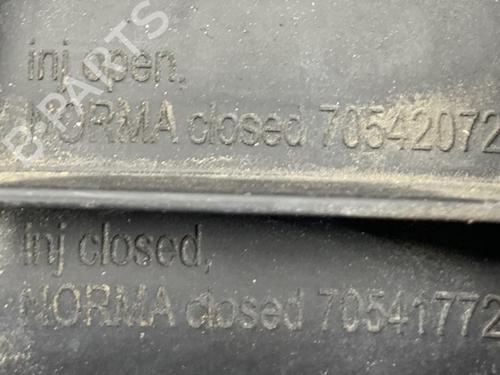 B-PARTS
inj open,
NORMA closed 70542072
inj closed,
NORMA closed 70541772